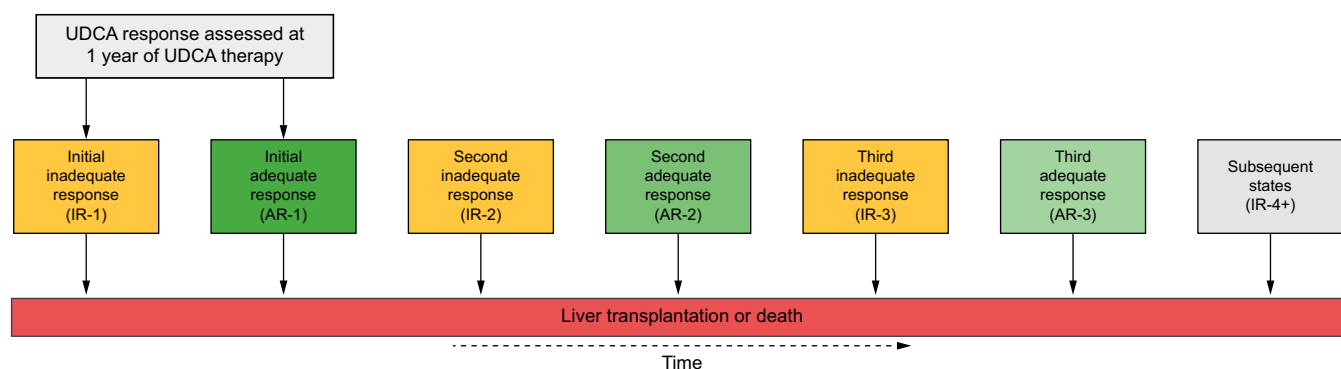 UDCA response assessed at
1 year of UDCA therapy
Initial
inadequate
response
(IR-1)
Initial
adequate
response
(AR-1)
Second
inadequate
response
(IR-2)
Second
adequate
response
(AR-2)
Third
inadequate
response
(IR-3)
Third
adequate
response
(AR-3)
Subsequent
states
(IR-4+)
Liver transplantation or death
Time